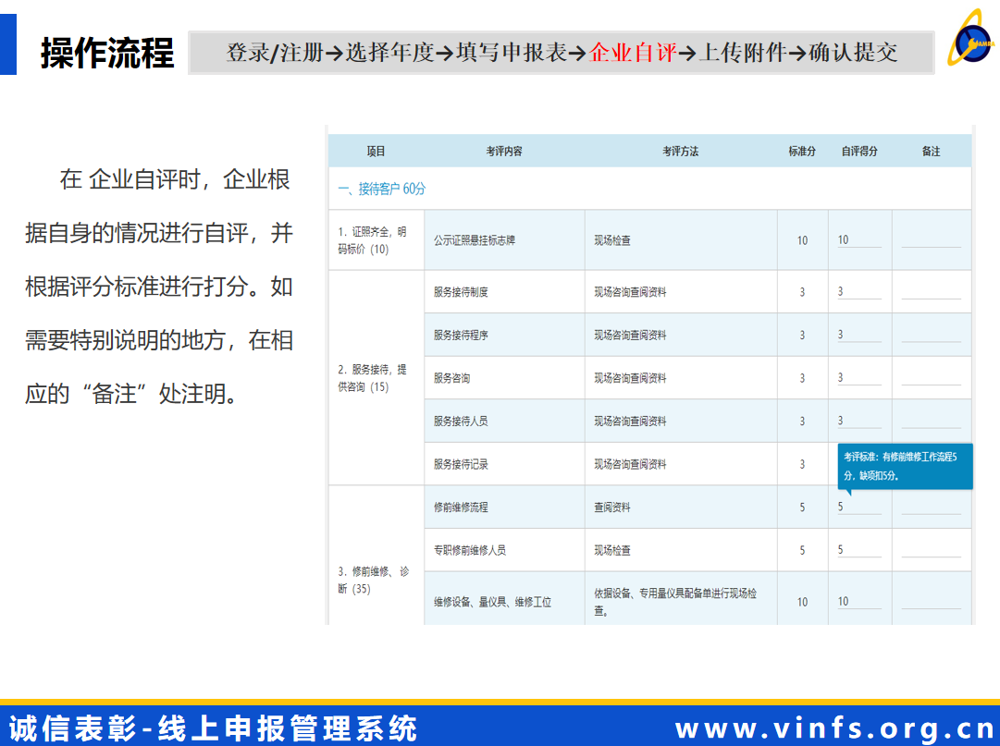 操作流程
登录/注册→选择年度→填写申报表→企业自评→上传附件→确认提交
在 企业自评时，企业根
据自身的情况进行自评，并
根据评分标准进行打分。如
需要特别说明的地方，在相
应的“备注”处注明。
项目 考评内容 考评方法 标准分 自评得分 备注
一、接待客户 60分
1．证照齐全，明
码标价（10）
公示证照悬挂标志牌 现场检查 10 10
2．服务接待，提
供咨询（15）
服务接待制度 现场咨询查阅资料 3 3
服务接待程序 现场咨询查阅资料 3 3
服务咨询 现场咨询查阅资料 3 3
服务接待人员 现场咨询查阅资料 3 3
服务接待记录 现场咨询查阅资料 3
考评标准：有修前维修工作流程5
分，缺项扣5分。
3．修前维修、 诊
断（35）
修前维修流程 查阅资料 5 5
专职修前维修人员 现场检查 5 5
维修设备、量仪具、维修工位
依据设备、专用量仪具配备单进行现场检
查。
10 10
诚信表彰-线上申报管理系统
www.vinfs.org.cn